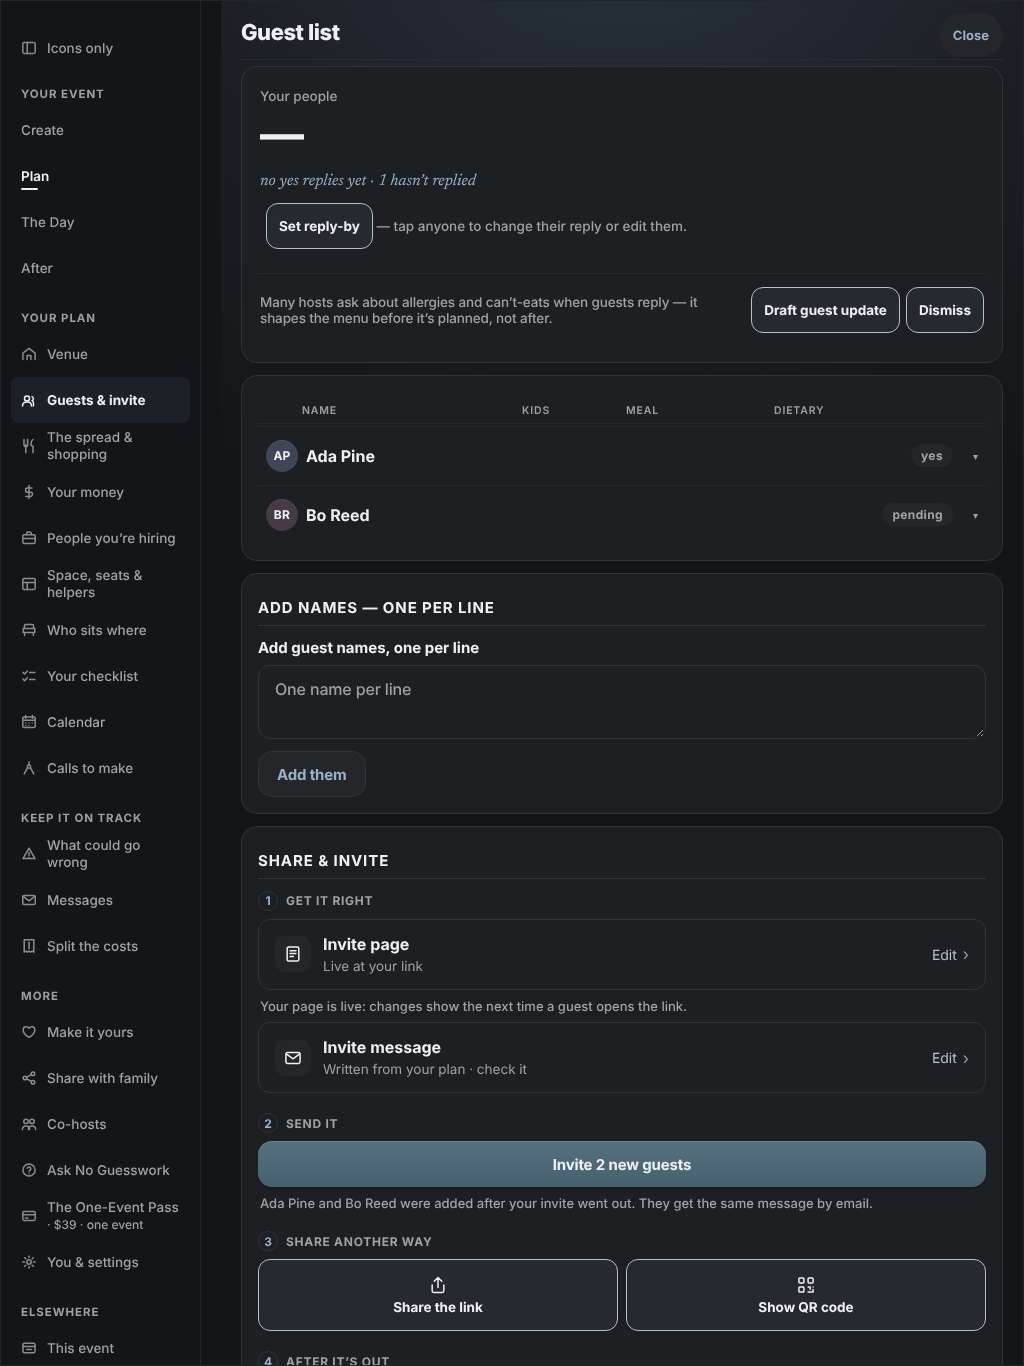 Icons only
YOUR EVENT
Create
Plan
The Day
After
YOUR PLAN
Venue
Guests & invite
The spread &
shopping
Your money
People you’re hiring
Space, seats &
helpers
Who sits where
Your checklist
Calendar
Calls to make
KEEP IT ON TRACK
What could go
wrong
Messages
Split the costs
MORE
Make it yours
Share with family
Co-hosts
Ask No Guesswork
The One-Event Pass
· $39 · one event
You & settings
ELSEWHERE
This event
Guest list
Close
Your people
—
no yes replies yet · 1 hasn’t replied
Set reply-by — tap anyone to change their reply or edit them.
Many hosts ask about allergies and can’t-eats when guests reply — it
shapes the menu before it’s planned, not after.
Draft guest update Dismiss
NAME KIDS MEAL DIETARY
AP Ada Pine yes
BR Bo Reed pending
ADD NAMES — ONE PER LINE
Add guest names, one per line
One name per line
Add them
SHARE & INVITE
1 GET IT RIGHT
Invite page
Live at your link
Edit ›
Your page is live: changes show the next time a guest opens the link.
Invite message
Written from your plan · check it
Edit ›
2 SEND IT
Invite 2 new guests
Ada Pine and Bo Reed were added after your invite went out. They get the same message by email.
3 SHARE ANOTHER WAY
Share the link
Show QR code
4 AFTER IT’S OUT